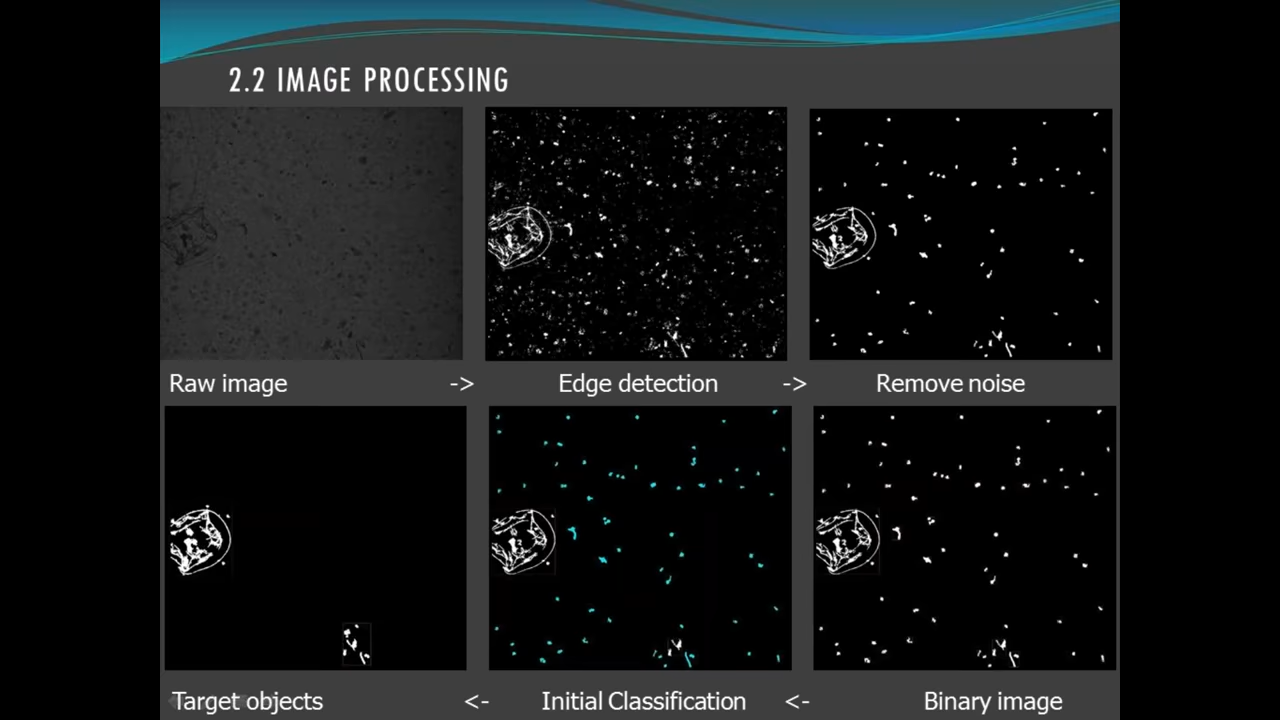 2.2 IMAGE PROCESSING
Raw image -> Edge detection -> Remove noise
Target objects <- Initial Classification <- Binary image